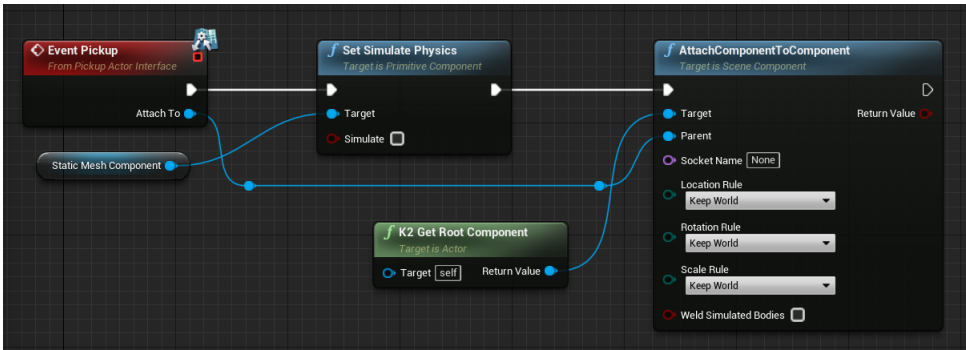 Event Pickup
From Pickup Actor Interface
Attach To
Static Mesh Component
Set Simulate Physics
Target is Primitive Component
Target
Simulate
K2 Get Root Component
Target is Actor
Target self
Return Value
AttachComponentToComponent
Target is Scene Component
Target
Return Value
Parent
Socket Name None
Location Rule
Keep World
Rotation Rule
Keep World
Scale Rule
Keep World
Weld Simulated Bodies